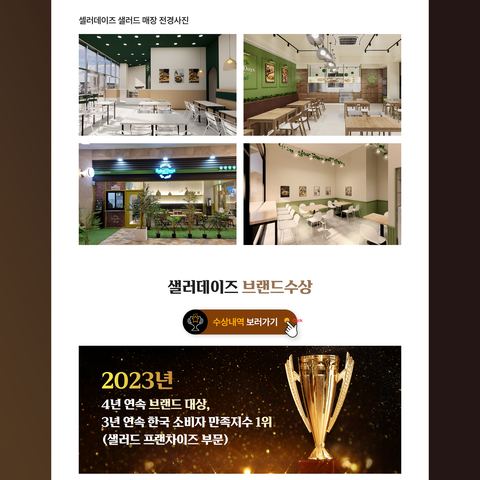 샐러데이즈 샐러드 매장 전경사진
샐러데이즈 브랜드수상
수상내역 보러가기
2023년
4년 연속 브랜드 대상,
3년 연속 한국 소비자 만족지수 1위
(샐러드 프랜차이즈 부문)